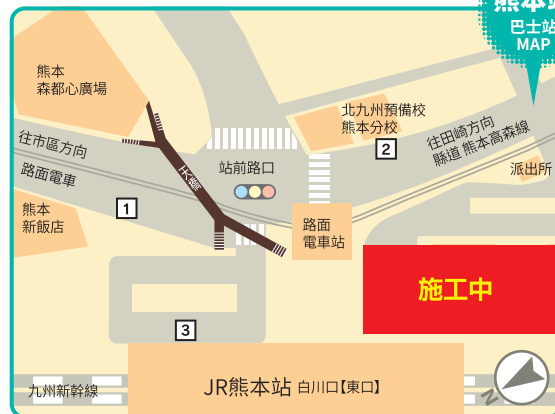 熊本站
巴士站
MAP
熊本
森都心廣場
北九州預備校
熊本分校
往田崎方向
縣道 熊本高森線
往市區方向
路面電車
天橋
站前路口
派出所
2
1
熊本
新飯店
路面
電車站
施工中
3
九州新幹線
JR熊本站 白川口【東口】
N